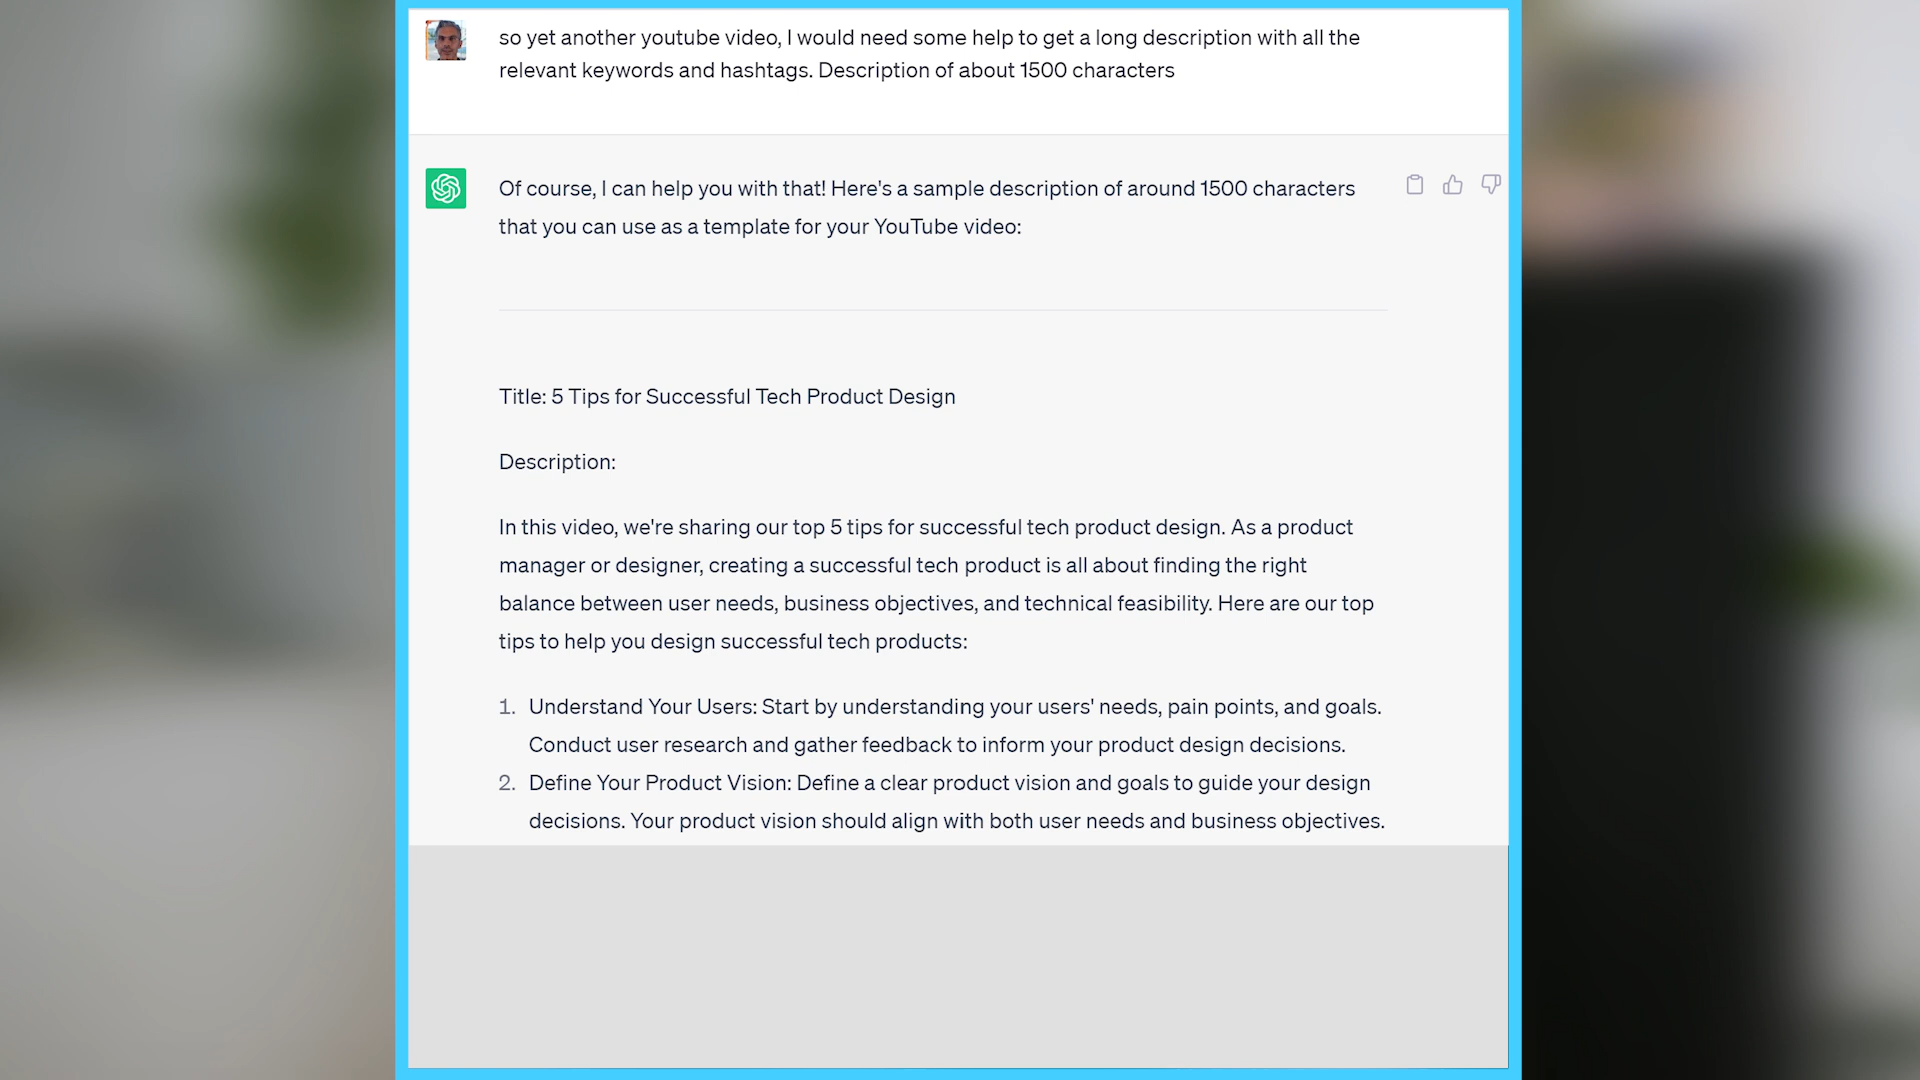 so yet another youtube video, I would need some help to get a long description with all the
relevant keywords and hashtags. Description of about 1500 characters
Of course, I can help you with that! Here's a sample description of around 1500 characters
that you can use as a template for your YouTube video:
Title: 5 Tips for Successful Tech Product Design
Description:
In this video, we're sharing our top 5 tips for successful tech product design. As a product
manager or designer, creating a successful tech product is all about finding the right
balance between user needs, business objectives, and technical feasibility. Here are our top
tips to help you design successful tech products:
1. Understand Your Users: Start by understanding your users' needs, pain points, and goals.
Conduct user research and gather feedback to inform your product design decisions.
2. Define Your Product Vision: Define a clear product vision and goals to guide your design
decisions. Your product vision should align with both user needs and business objectives.